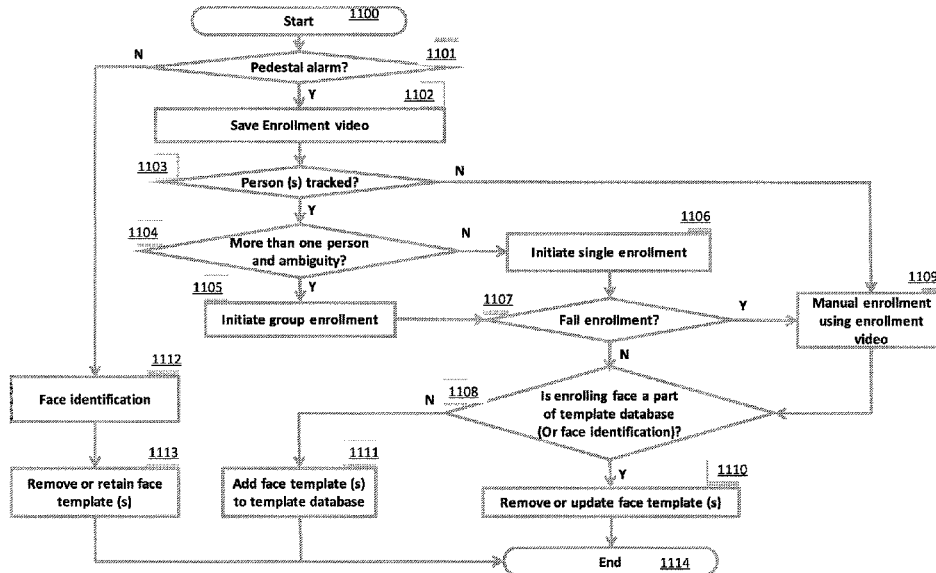 Start
1100
N
Pedestal alarm?
1101
Y
1102
Save Enrollment video
1103
Person (s) tracked?
N
Y
1104
More than one person
and ambiguity?
N
1106
Initiate single enrollment
1105
Y
Initiate group enrollment
1107
Fail enrollment?
Y
1109
Manual enrollment
using enrollment
video
N
1112
Face identification
1108
N
Is enrolling face a part
of template database
(Or face identification)?
1113
Remove or retain face
template (s)
1111
Add face template (s)
to template database
Y
1110
Remove or update face template (s)
End
1114